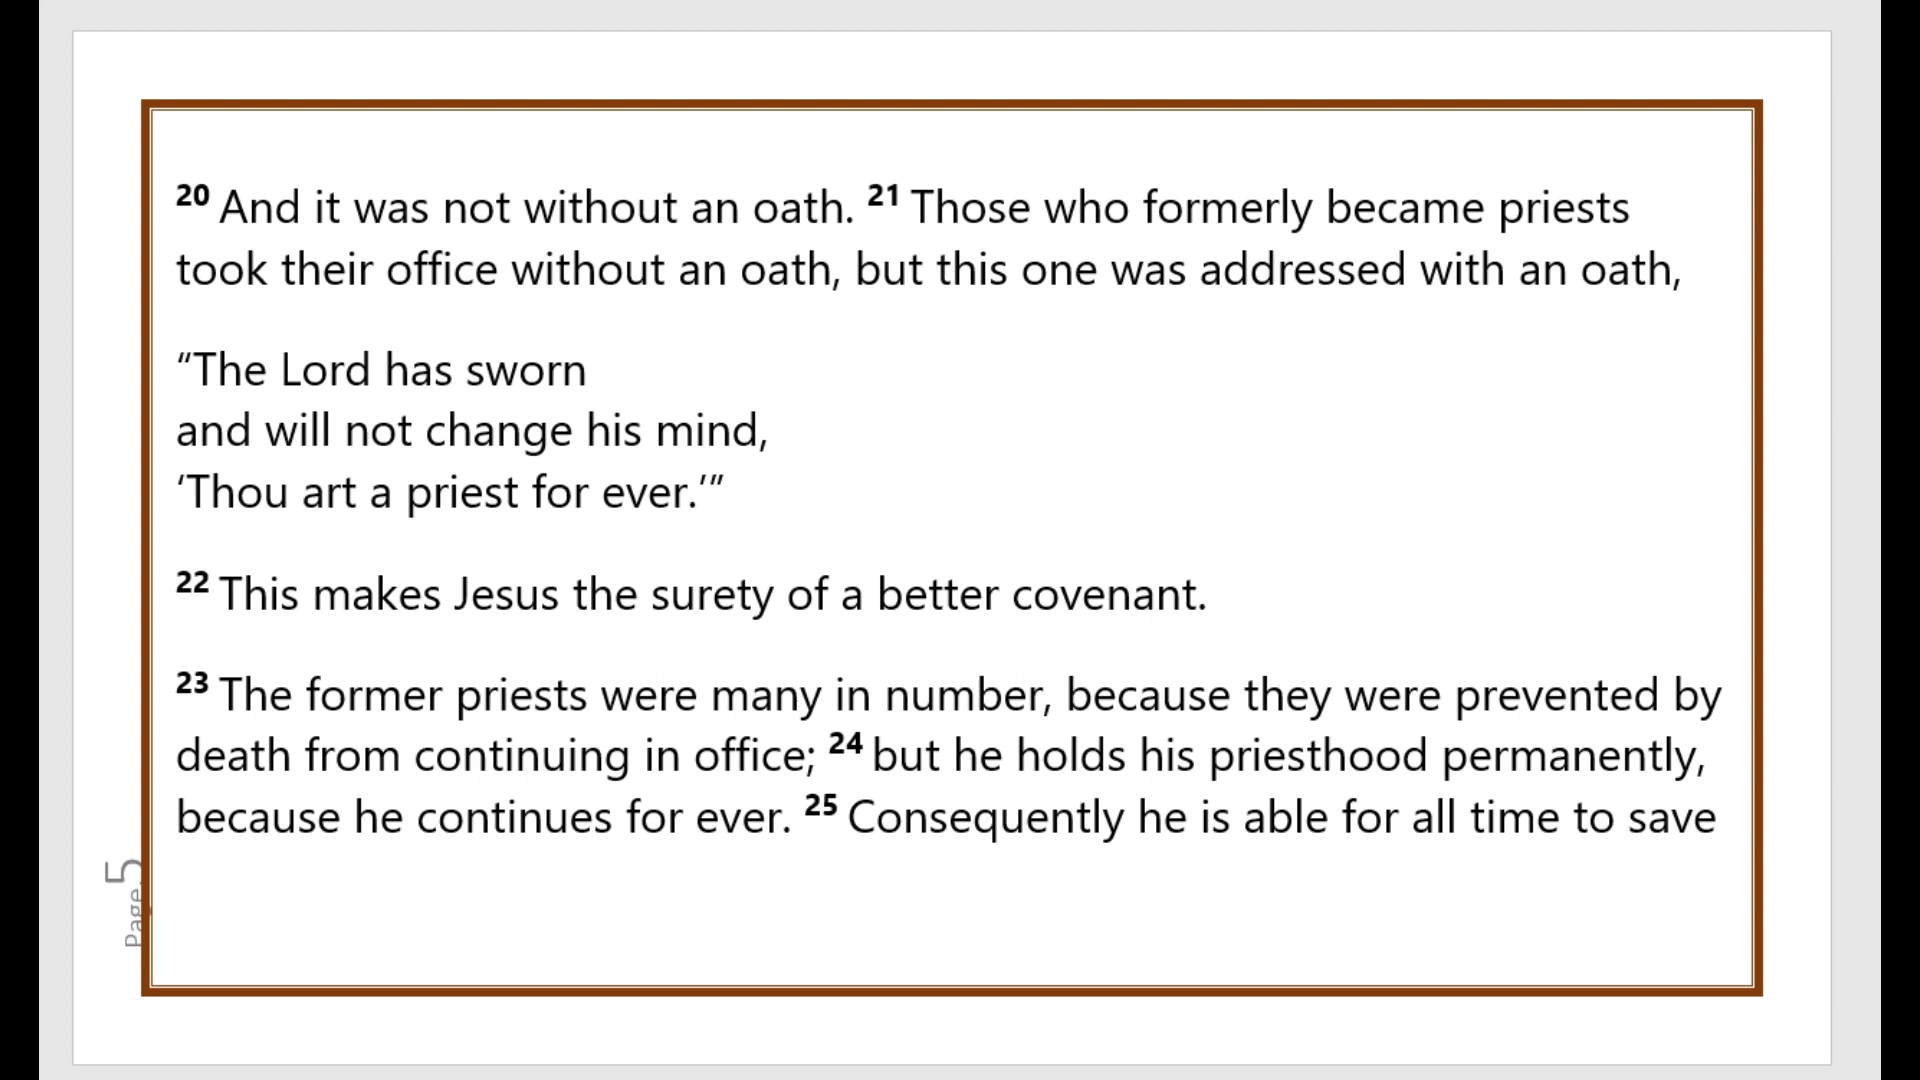 20 And it was not without an oath. 21 Those who formerly became priests
took their office without an oath, but this one was addressed with an oath,
“The Lord has sworn
and will not change his mind,
‘Thou art a priest for ever.’”
22 This makes Jesus the surety of a better covenant.
23 The former priests were many in number, because they were prevented by
death from continuing in office; 24 but he holds his priesthood permanently,
because he continues for ever. 25 Consequently he is able for all time to save
Page 5